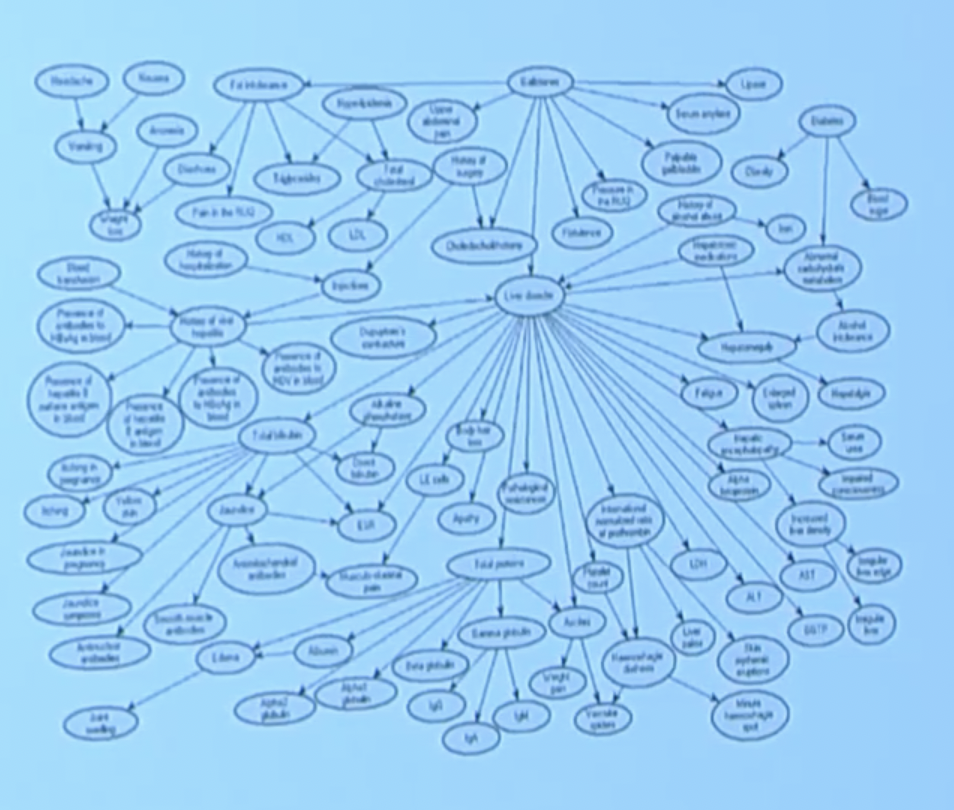 Headache
Nausea
Fat intolerance
Gallstones
Lipase
Hyperlipidemia
Upper
abdominal
pain
Serum amylase
Diabetes
Vomiting
Anorexia
Diarrhoea
Triglycerides
Total
cholesterol
History of
surgery
Palpable
gallbladder
Obesity
Pressure in
the RUQ
Blood
sugar
Weight
loss
Pain in the RUQ
HDL
LDL
Choledocholithotomy
Flatulence
History of
alcohol abuse
Iron
History of
hospitalization
Hepatotoxic
medications
Abnormal
carbohydrate
metabolism
Blood
transfusion
Injections
Liver disorder
Presence of
antibodies to
HBsAg in blood
History of viral
hepatitis
Dupuytren's
contracture
Hepatomegaly
Alcohol
intolerance
Presence of
antibodies to
HDV in blood
Presence of
hepatitis B
surface antigen
in blood
Presence
of hepatitis
B antigen
in blood
Presence of
antibodies
to HBcAg in
blood
Fatigue
Enlarged
spleen
Hepatalgia
Alkaline
phosphatase
Total bilirubin
Body hair
loss
Hepatic
encephalopathy
Serum
urea
Direct
bilirubin
Itching in
pregnancy
LE cells
Alpha
fetoprotein
Impaired
consciousness
Itching
Yellow
skin
Jaundice
ESR
Apathy
International
normalized ratio
of prothrombin
Increased
liver density
Jaundice in
pregnancy
Antimitochondrial
antibodies
Musculo-skeletal
pain
Total proteins
Platelet
count
LDH
AST
Irregular
liver edge
ALT
Jaundice
symptoms
Smooth muscle
antibodies
Gamma globulin
Ascites
Liver
palms
GGTP
Irregular
liver
Antinuclear
antibodies
Edema
Albumin
Beta globulin
Haemorrhagic
diathesis
Skin
eruptions
Joint
swelling
Alpha2
globulin
Alpha1
globulin
IgG
IgM
IgA
Weight
gain
Vascular
spiders
haemorrhagic
spot